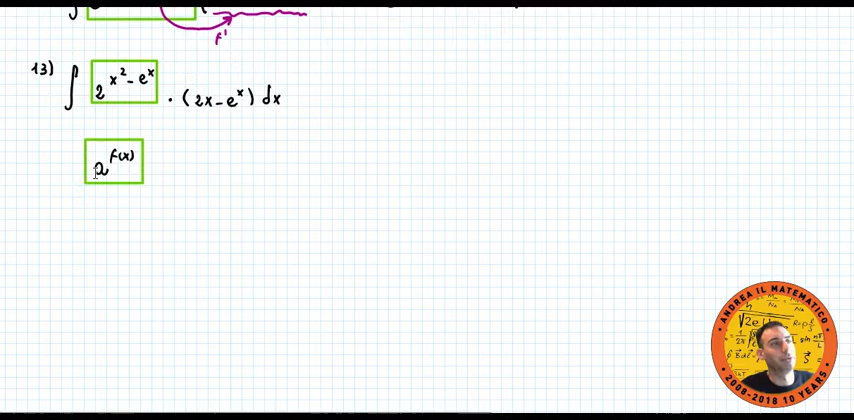 f'
13) ∫ 2^(x² - e^x) · (2x - e^x) dx
a^f(x)
ANDREA IL MATEMATICO
2008-2018 10 YEARS